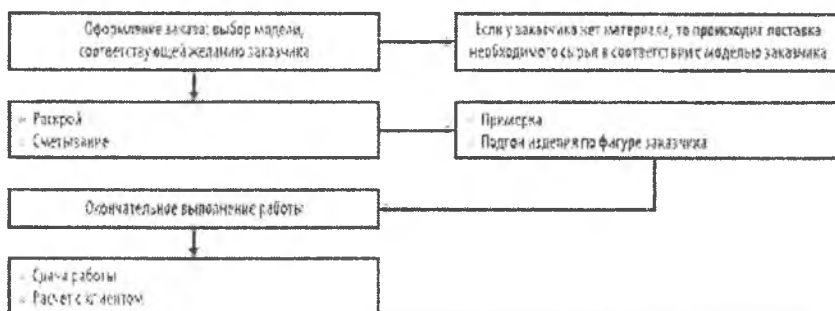 Оформление заказа: выбор модели,
соответствующей желанию заказчика
Если у заказчика нет материала, то происходит поставка
необходимого сырья в соответствии с моделью заказчика
Раскрой
Сметывание
Примерка
Подгон изделия по фигуре заказчика
Окончательное выполнение работы
Сдача работы
Расчет с клиентом